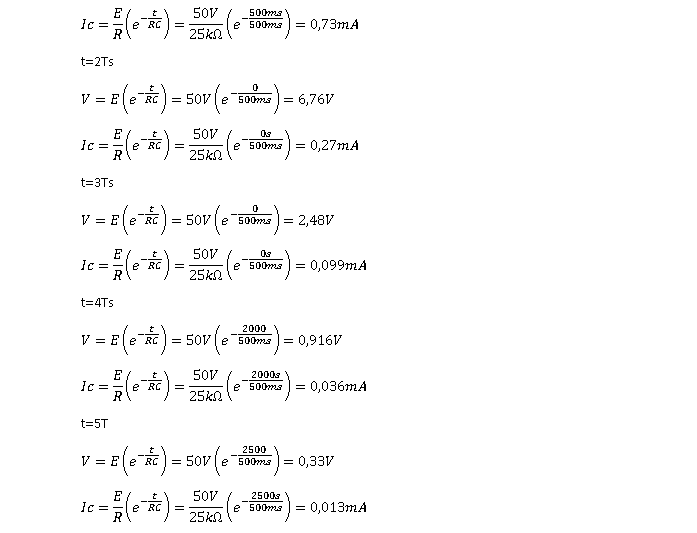 Ic = E/R (e^(-t/RC)) = 50V/25kΩ (e^(-500ms/500ms)) = 0,73mA
t=2Ts
V = E (e^(-t/RC)) = 50V (e^(-0/500ms)) = 6,76V
Ic = E/R (e^(-t/RC)) = 50V/25kΩ (e^(-0s/500ms)) = 0,27mA
t=3Ts
V = E (e^(-t/RC)) = 50V (e^(-0/500ms)) = 2,48V
Ic = E/R (e^(-t/RC)) = 50V/25kΩ (e^(-0s/500ms)) = 0,099mA
t=4Ts
V = E (e^(-t/RC)) = 50V (e^(-2000/500ms)) = 0,916V
Ic = E/R (e^(-t/RC)) = 50V/25kΩ (e^(-2000s/500ms)) = 0,036mA
t=5T
V = E (e^(-t/RC)) = 50V (e^(-2500/500ms)) = 0,33V
Ic = E/R (e^(-t/RC)) = 50V/25kΩ (e^(-2500s/500ms)) = 0,013mA